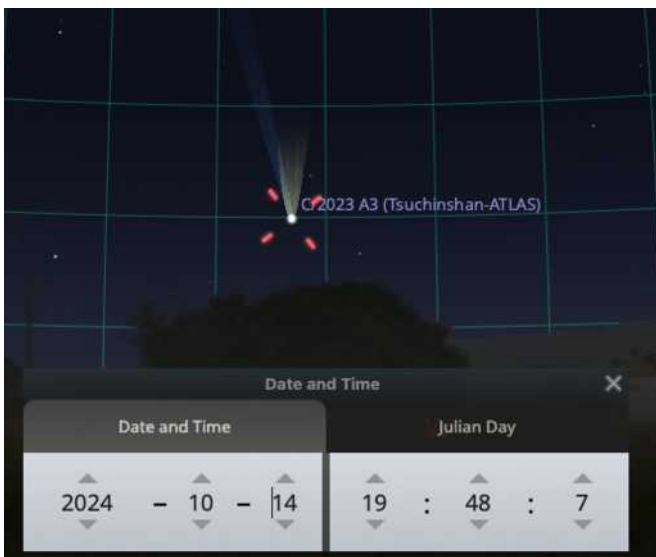 C/2023 A3 (Tsuchinshan-ATLAS)
Date and Time
Date and Time Julian Day
2024 - 10 - 14 19 : 48 : 7